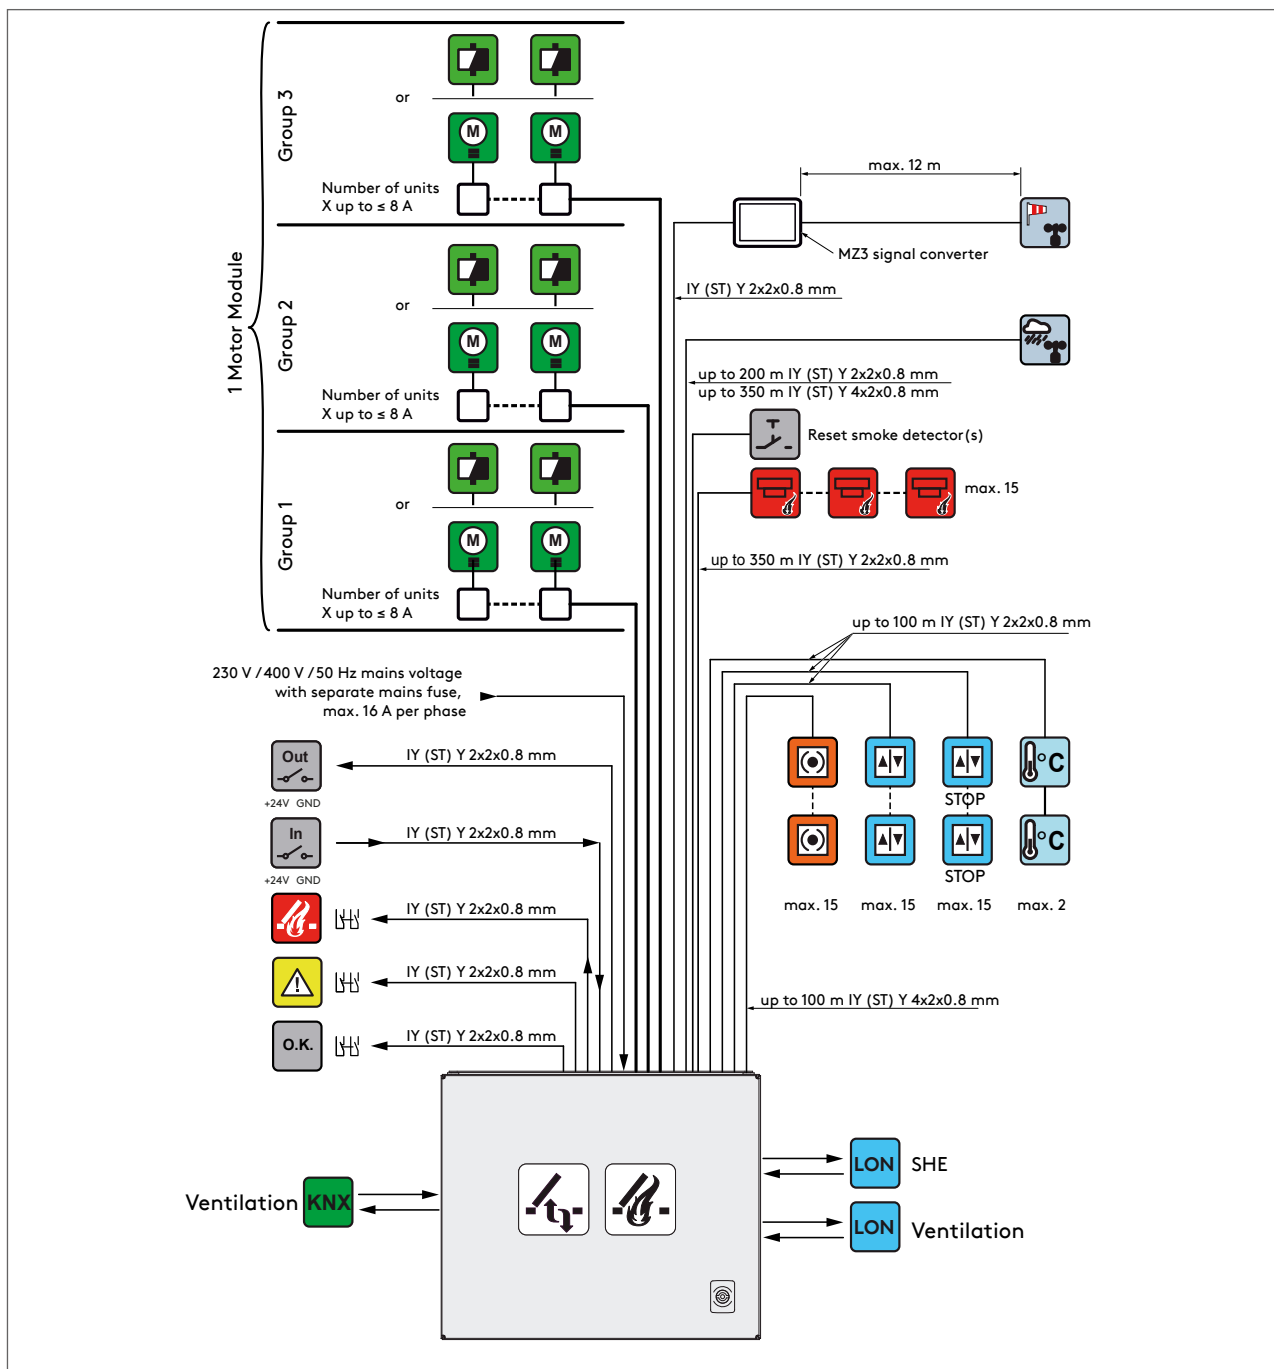 1 Motor Module
Group 3
or
M
M
Number of units
X up to ≤ 8 A
Group 2
or
M
M
Number of units
X up to ≤ 8 A
Group 1
or
M
M
Number of units
X up to ≤ 8 A
max. 12 m
MZ3 signal converter
IY (ST) Y 2x2x0.8 mm
up to 200 m IY (ST) Y 2x2x0.8 mm
up to 350 m IY (ST) Y 4x2x0.8 mm
Reset smoke detector(s)
max. 15
up to 350 m IY (ST) Y 2x2x0.8 mm
up to 100 m IY (ST) Y 2x2x0.8 mm
230 V / 400 V / 50 Hz mains voltage
with separate mains fuse,
max. 16 A per phase
Out
+24V GND
IY (ST) Y 2x2x0.8 mm
In
+24V GND
IY (ST) Y 2x2x0.8 mm
IY (ST) Y 2x2x0.8 mm
IY (ST) Y 2x2x0.8 mm
O.K.
IY (ST) Y 2x2x0.8 mm
°C
STOP
°C
STOP
max. 15
max. 15
max. 15
max. 2
up to 100 m IY (ST) Y 4x2x0.8 mm
Ventilation
KNX
LON
SHE
LON
Ventilation